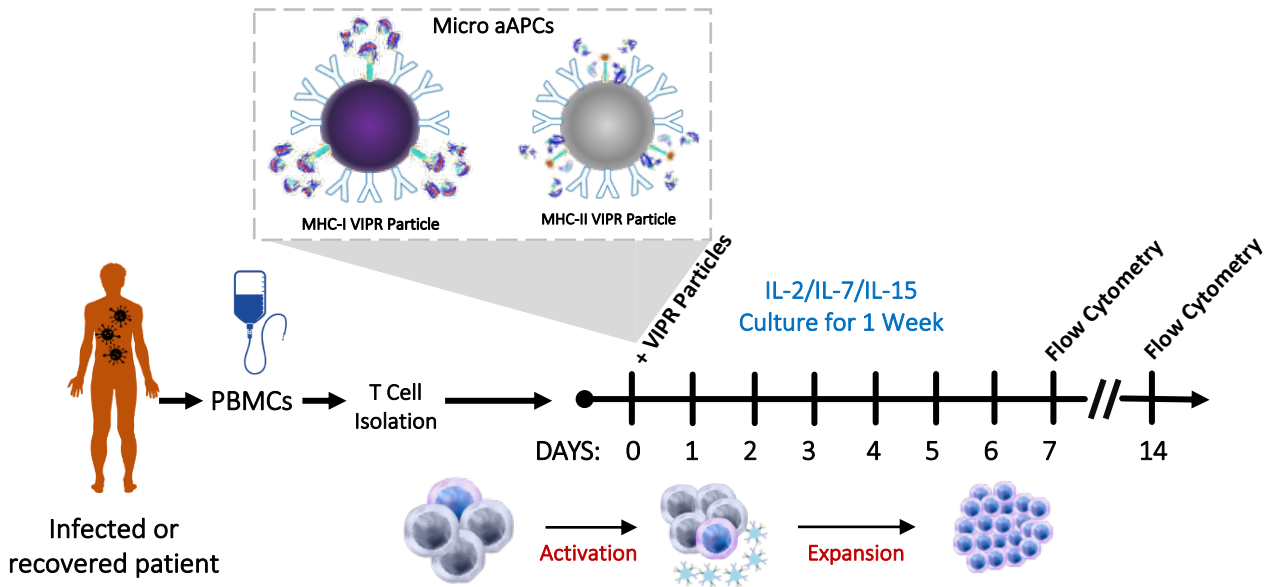 Micro aAPCs
MHC-I VIPR Particle
MHC-II VIPR Particle
+ VIPR Particles
IL-2/IL-7/IL-15
Culture for 1 Week
Flow Cytometry
Flow Cytometry
PBMCs
T Cell
Isolation
DAYS: 0 1 2 3 4 5 6 7 14
Infected or
recovered patient
Activation
Expansion